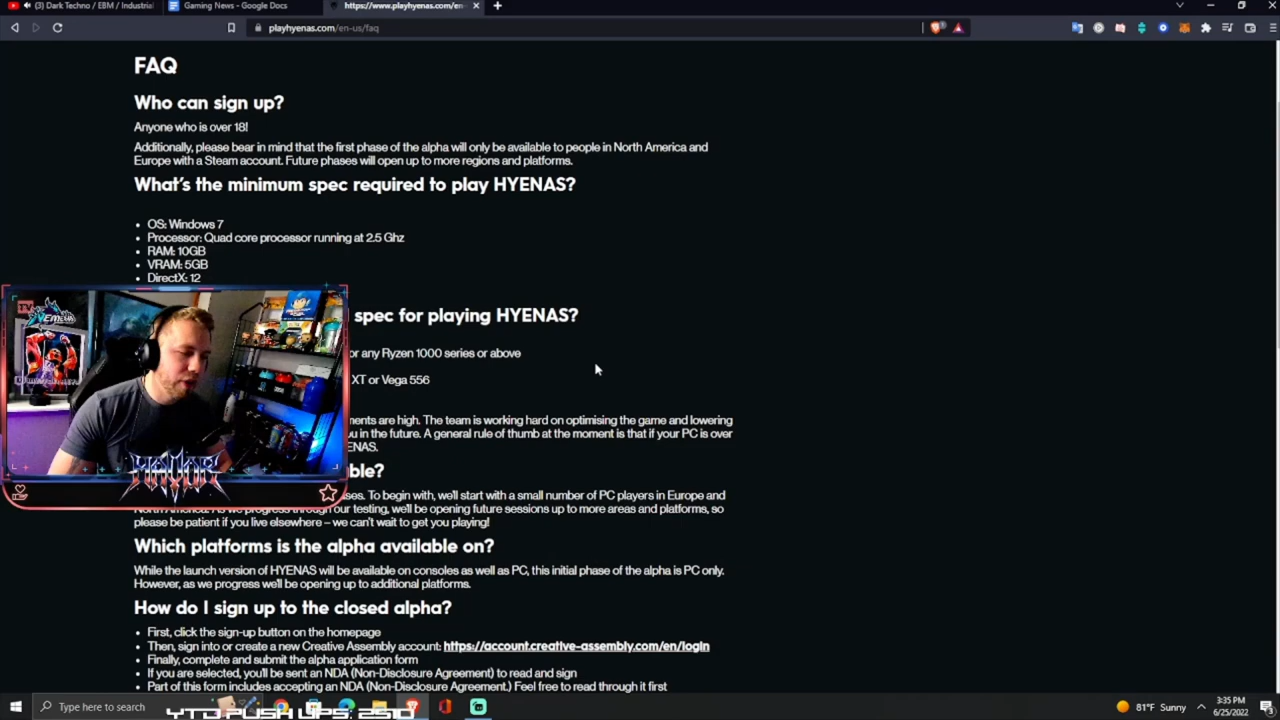 (3) Dark Techno / EBM / Industrial
Gaming News - Google Docs
https://www.playhyenas.com/en-
playhyenas.com/en-us/faq
FAQ
Who can sign up?
Anyone who is over 18!
Additionally, please bear in mind that the first phase of the alpha will only be available to people in North America and
Europe with a Steam account. Future phases will open up to more regions and platforms.
What's the minimum spec required to play HYENAS?
• OS: Windows 7
• Processor: Quad core processor running at 2.5 Ghz
• RAM: 10GB
• VRAM: 5GB
• DirectX: 12
spec for playing HYENAS?
or any Ryzen 1000 series or above
XT or Vega 556
ments are high. The team is working hard on optimising the game and lowering
ou in the future. A general rule of thumb at the moment is that if your PC is over
ENAS.
ble?
ses. To begin with, we'll start with a small number of PC players in Europe and
North America. As we progress through our testing, we'll be opening future sessions up to more areas and platforms, so
please be patient if you live elsewhere – we can't wait to get you playing!
Which platforms is the alpha available on?
While the launch version of HYENAS will be available on consoles as well as PC, this initial phase of the alpha is PC only.
However, as we progress we'll be opening up to additional platforms.
How do I sign up to the closed alpha?
• First, click the sign-up button on the homepage
• Then, sign into or create a new Creative Assembly account: https://account.creative-assembly.com/en/login
• Finally, complete and submit the alpha application form
• If you are selected, you'll be sent an NDA (Non-Disclosure Agreement) to read and sign
• Part of this form includes accepting an NDA (Non-Disclosure Agreement.) Feel free to read through it first
Type here to search
YTD PUSH UPS: 250
81°F Sunny
3:35 PM
6/25/2022